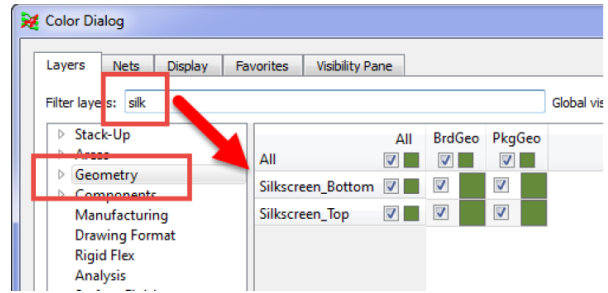 Color Dialog
Layers Nets Display Favorites Visibility Pane
Filter layers: silk Global vis
Stack-Up
Areas
Geometry
Components
Manufacturing
Drawing Format
Rigid Flex
Analysis
All BrdGeo PkgGeo
All
Silkscreen_Bottom
Silkscreen_Top